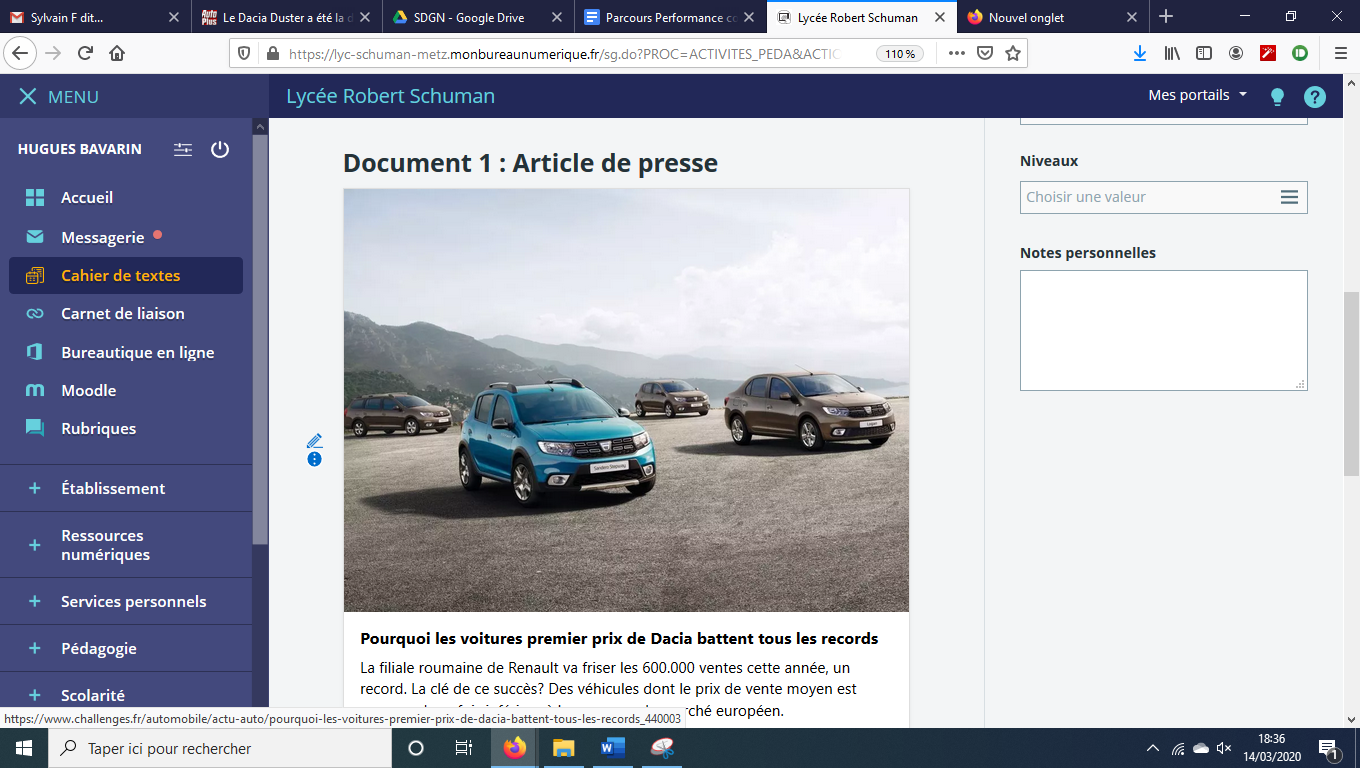 Sylvain F dit...
Le Dacia Duster a été la d
SDGN - Google Drive
Parcours Performance co
Lycée Robert Schuman
Nouvel onglet
https://lyc-schuman-metz.monbureaunumerique.fr/sg.do?PROC=ACTIVITES_PEDA&ACTIC
110 %
MENU
Lycée Robert Schuman
Mes portails
?
HUGUES BAVARIN
Accueil
Messagerie
Cahier de textes
Carnet de liaison
Bureautique en ligne
Moodle
Rubriques
+ Établissement
+ Ressources
numériques
+ Services personnels
+ Pédagogie
+ Scolarité
Document 1 : Article de presse
Sandero Stepway
Logan
Pourquoi les voitures premier prix de Dacia battent tous les records
La filiale roumaine de Renault va friser les 600.000 ventes cette année, un
record. La clé de ce succès? Des véhicules dont le prix de vente moyen est
rché européen.
Niveaux
Choisir une valeur
Notes personnelles
https://www.challenges.fr/automobile/actu-auto/pourquoi-les-voitures-premier-prix-de-dacia-battent-tous-les-records_440003
Taper ici pour rechercher
18:36
14/03/2020
1